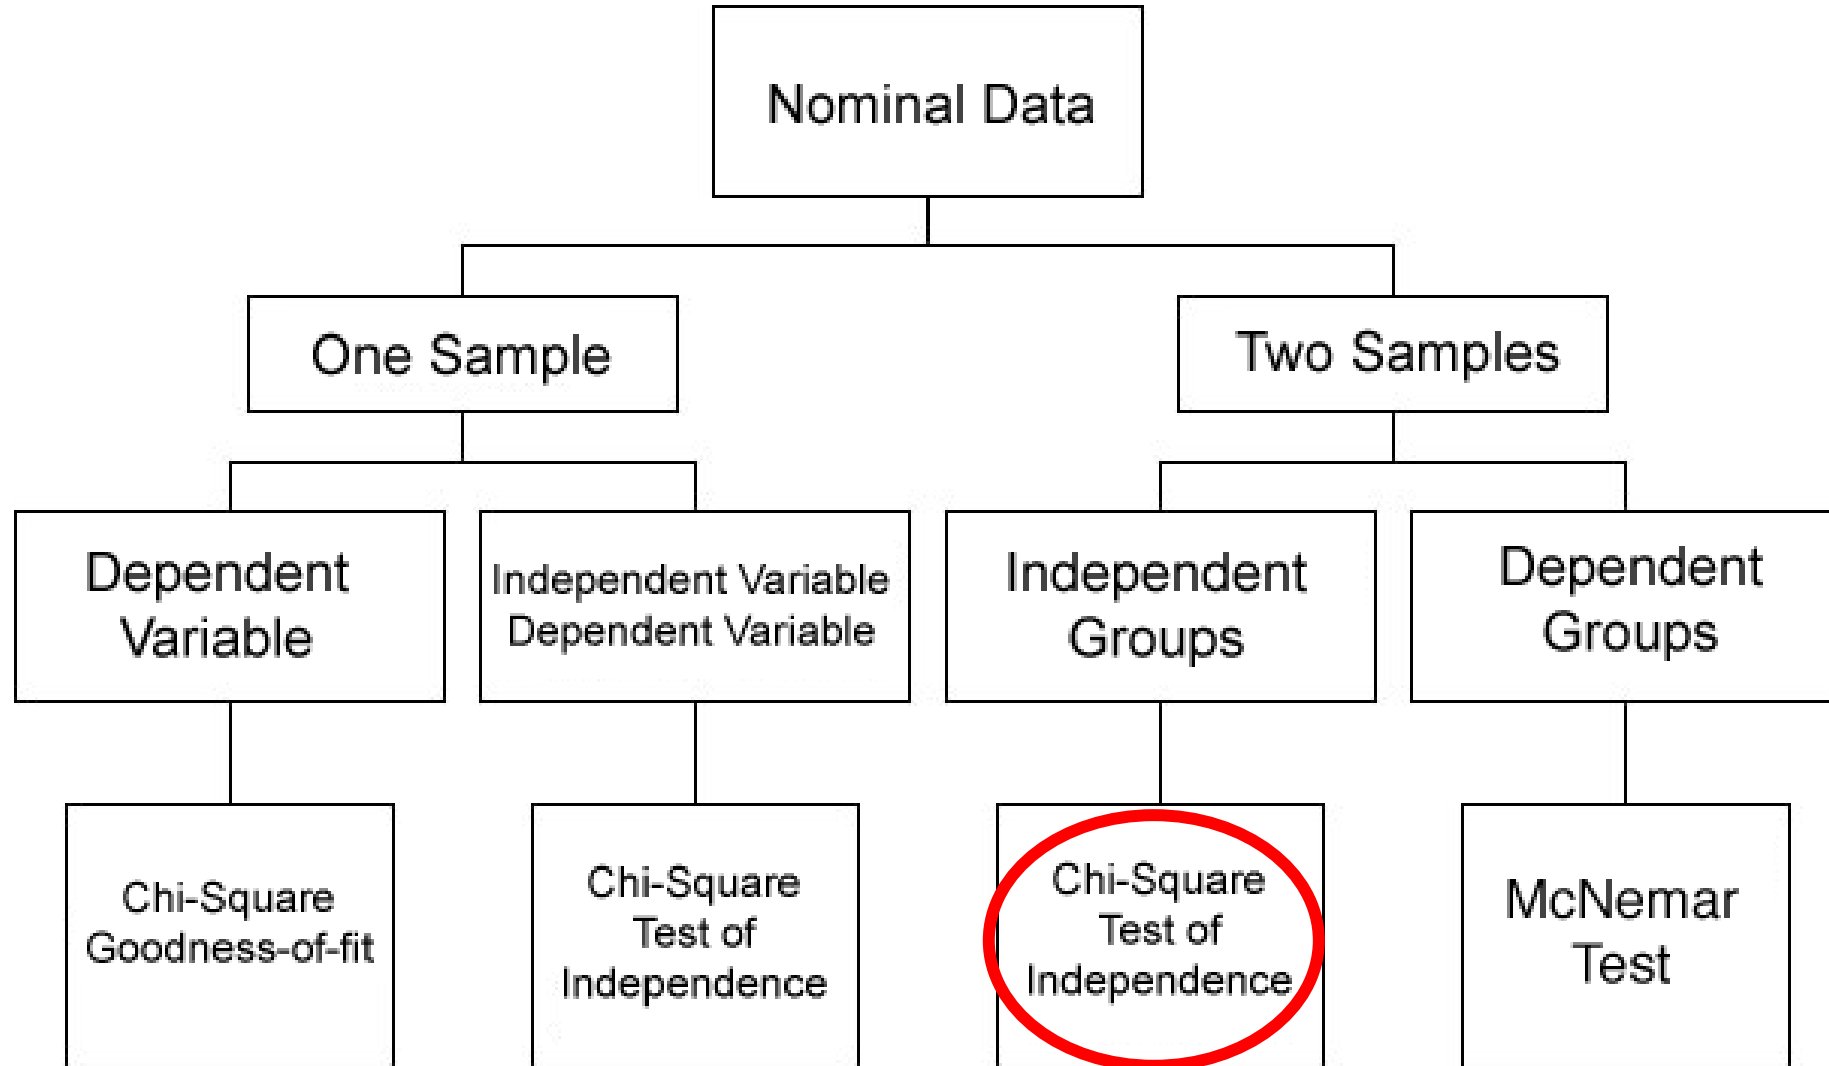 Nominal Data
One Sample
Two Samples
Dependent
Variable
Independent Variable
Dependent Variable
Independent
Groups
Dependent
Groups
Chi-Square
Goodness-of-fit
Chi-Square
Test of
Independence
Chi-Square
Test of
Independence
McNemar
Test